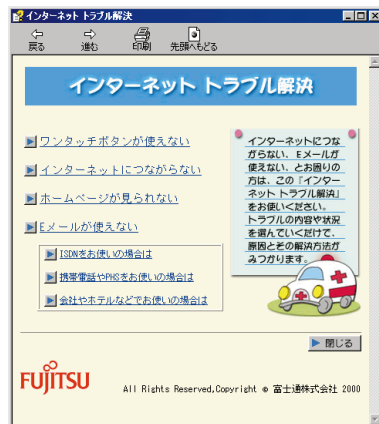 インターネット トラブル解決
戻る 進む 印刷 先頭へもどる
インターネット トラブル解決
ワンタッチボタンが使えない
インターネットにつながらない
ホームページが見られない
Eメールが使えない
ISDNをお使いの場合は
携帯電話やPHSをお使いの場合は
会社やホテルなどでお使いの場合は
インターネットにつな
がらない、Eメールが
使えない、とお困りの
方は、この「インター
ネット トラブル解決」
をお使いください。
トラブルの内容や状況
を選んでいくだけで、
原因とその解決方法が
みつかります。
閉じる
FUJITSU
All Rights Reserved,Copyright © 富士通株式会社 2000